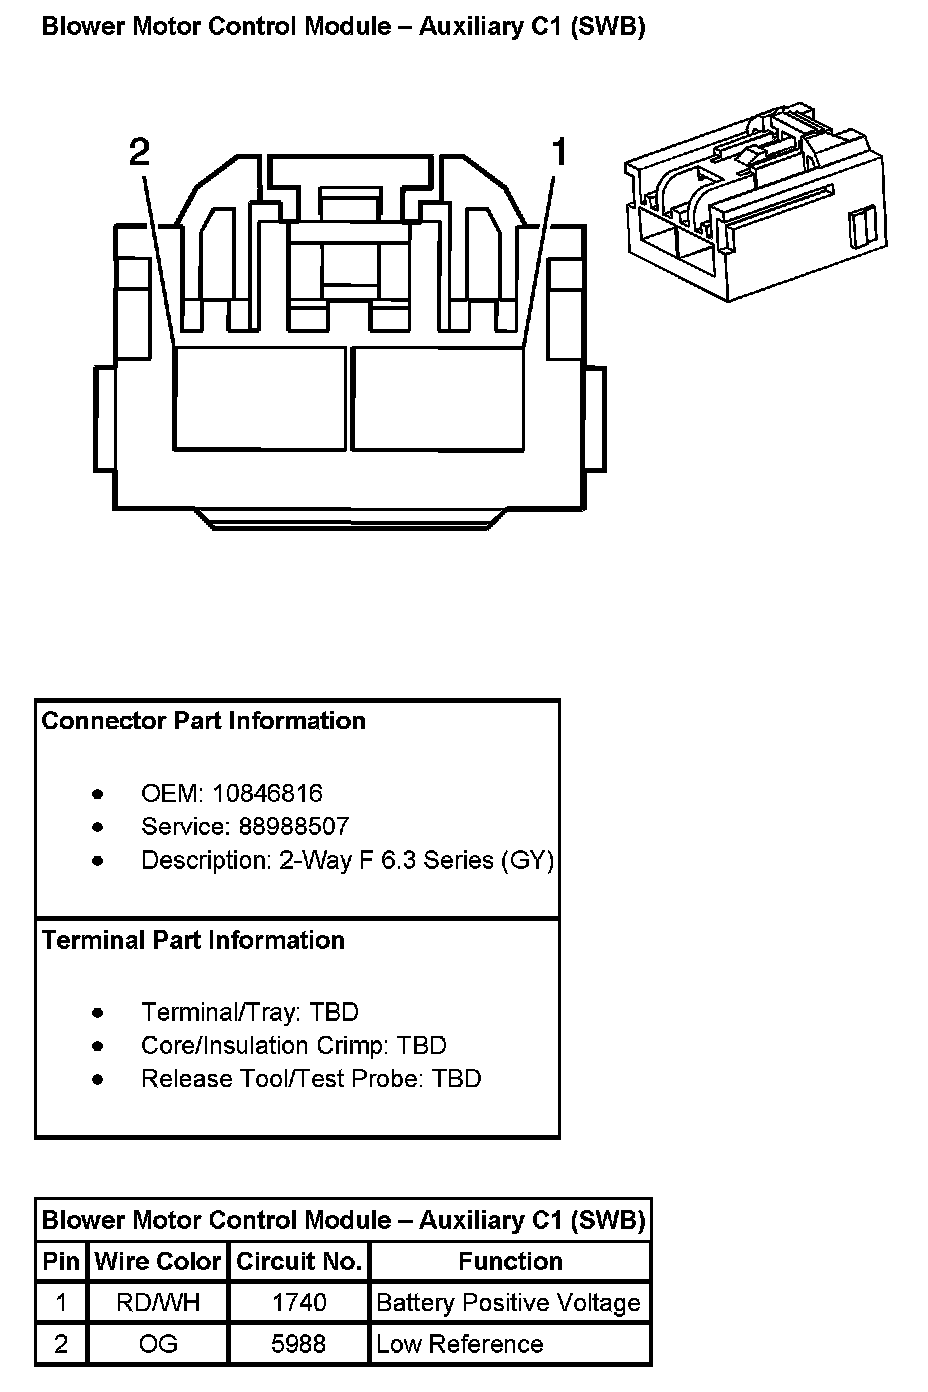 Blower Motor Control Module – Auxiliary C1 (SWB)
2
1
Connector Part Information
• OEM: 10846816
• Service: 88988507
• Description: 2-Way F 6.3 Series (GY)
Terminal Part Information
• Terminal/Tray: TBD
• Core/Insulation Crimp: TBD
• Release Tool/Test Probe: TBD
Blower Motor Control Module – Auxiliary C1 (SWB)
Pin Wire Color Circuit No. Function
1 RD/WH 1740 Battery Positive Voltage
2 OG 5988 Low Reference